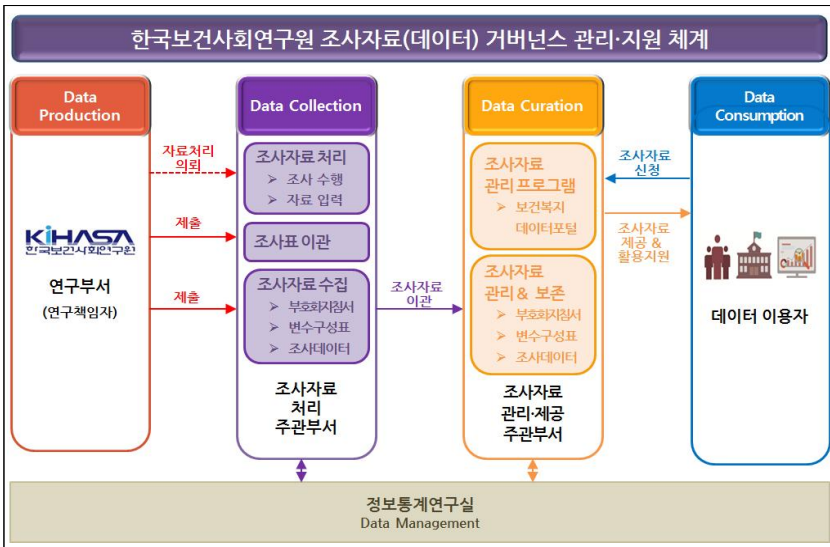 한국보건사회연구원 조사자료(데이터) 거버넌스 관리·지원 체계
Data
Production
자료처리
의뢰
제출
제출
KiHASA
한국보건사회연구원
연구부서
(연구책임자)
Data Collection
조사자료 처리
➢ 조사 수행
➢ 자료 입력
조사표 이관
조사자료 수집
➢ 부호화지침서
➢ 변수구성표
➢ 조사데이터
조사자료
처리
주관부서
조사자료
이관
Data Curation
조사자료
관리 프로그램
➢ 보건복지
데이터포털
조사자료
관리 & 보존
➢ 부호화지침서
➢ 변수구성표
➢ 조사데이터
조사자료
관리·제공
주관부서
조사자료
신청
조사자료
제공 &
활용지원
Data
Consumption
데이터 이용자
정보통계연구실
Data Management